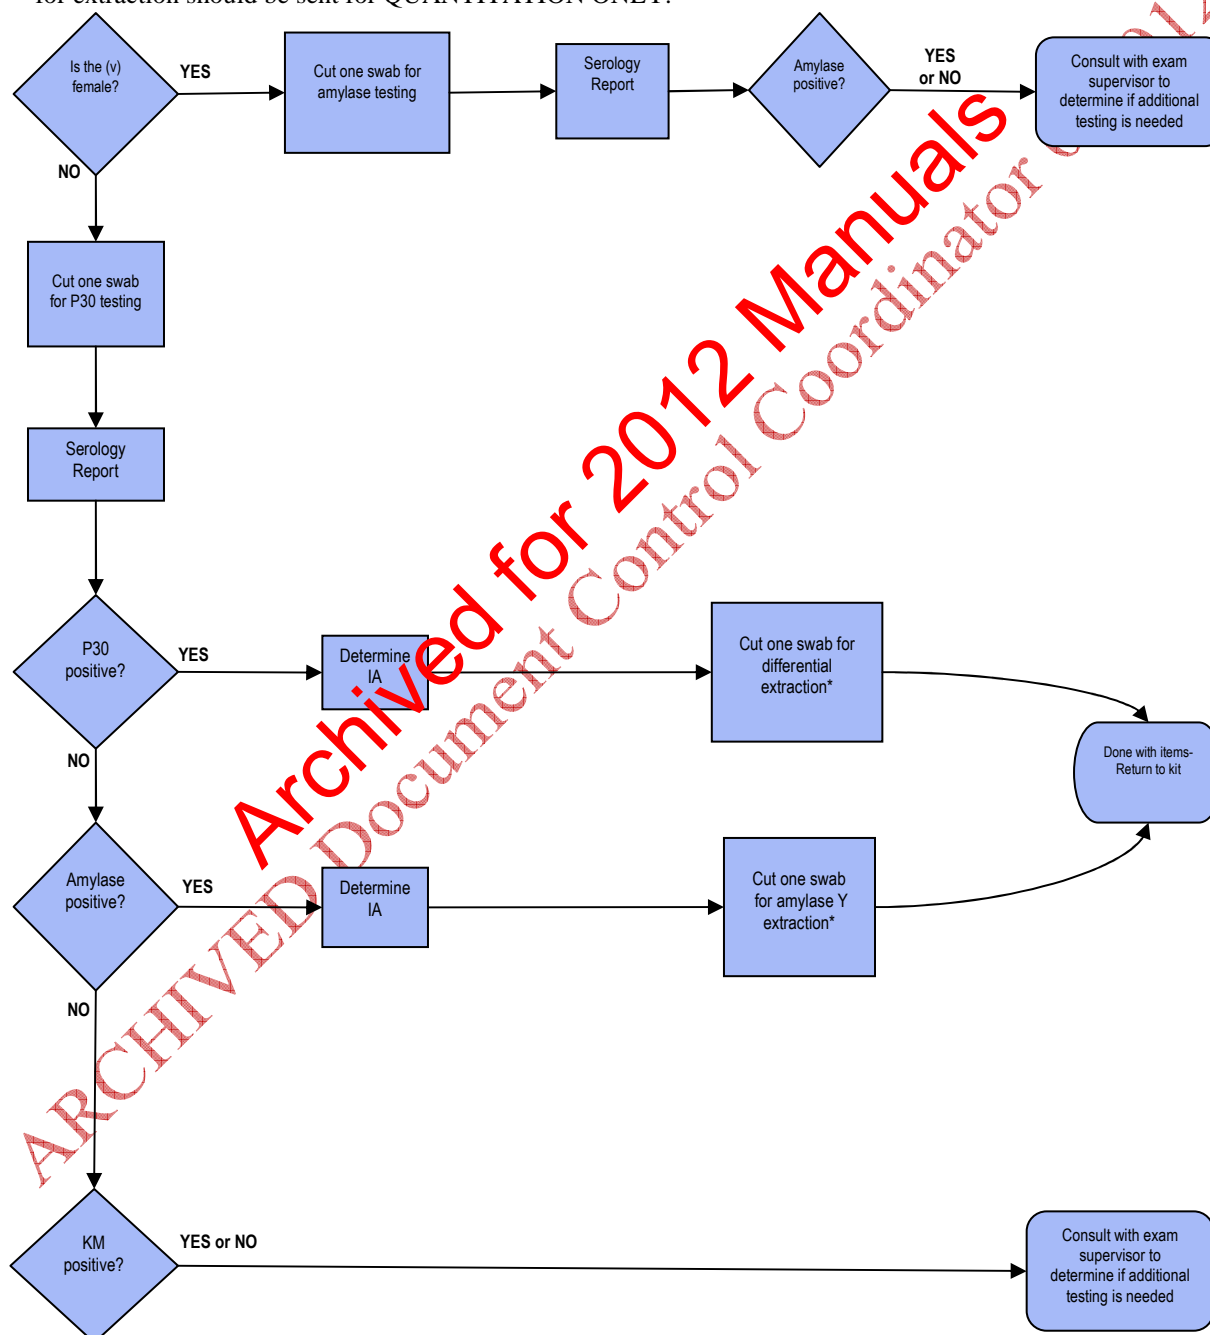 for extraction should be sent for QUANTITATION ONLY.
Is the (v)
female?
YES
Cut one swab for
amylase testing
Serology
Report
Amylase
positive?
YES
or NO
Consult with exam
supervisor to
determine if additional
testing is needed
NO
Cut one swab
for P30 testing
Serology
Report
P30
positive?
YES
Determine
IA
Cut one swab for
differential
extraction*
Done with items-
Return to kit
NO
Amylase
positive?
YES
Determine
IA
Cut one swab
for amylase Y
extraction*
NO
KM
positive?
YES or NO
Consult with exam
supervisor to
determine if additional
testing is needed
Archived for 2012 Manuals
ARCHIVED Document Control Coordinator